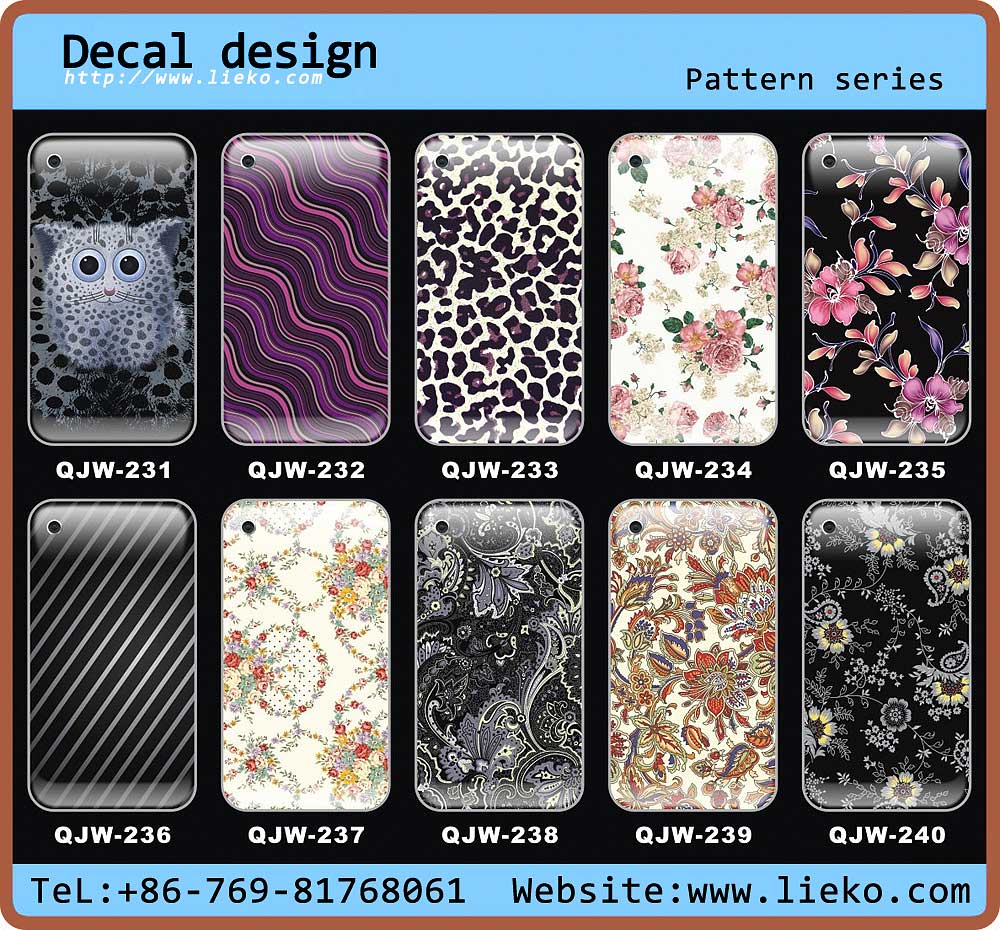 Decal design
http://www.lieko.com
Pattern series
QJW-231 QJW-232 QJW-233 QJW-234 QJW-235
QJW-236 QJW-237 QJW-238 QJW-239 QJW-240
TeL:+86-769-81768061 Website:www.lieko.com